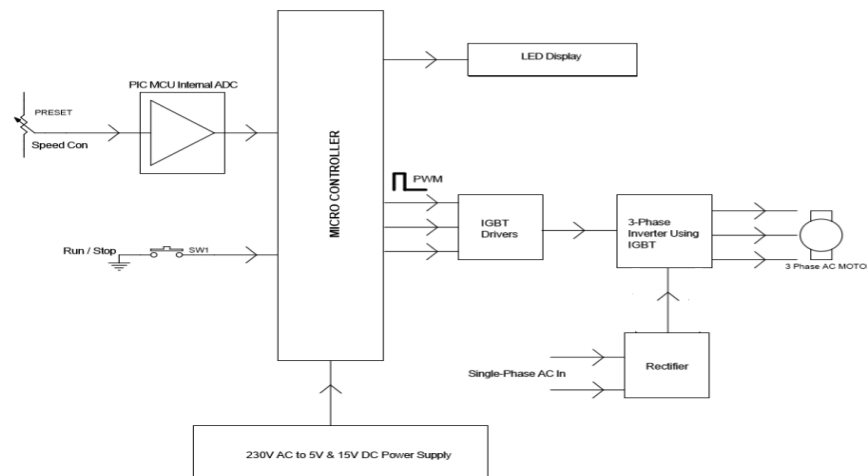 LED Display
PIC MCU Internal ADC
PRESET
Speed Con
MICRO CONTROLLER
PWM
IGBT
Drivers
3-Phase
Inverter Using
IGBT
Run / Stop
SW1
3 Phase AC MOTO
Single-Phase AC In
Rectifier
230V AC to 5V & 15V DC Power Supply